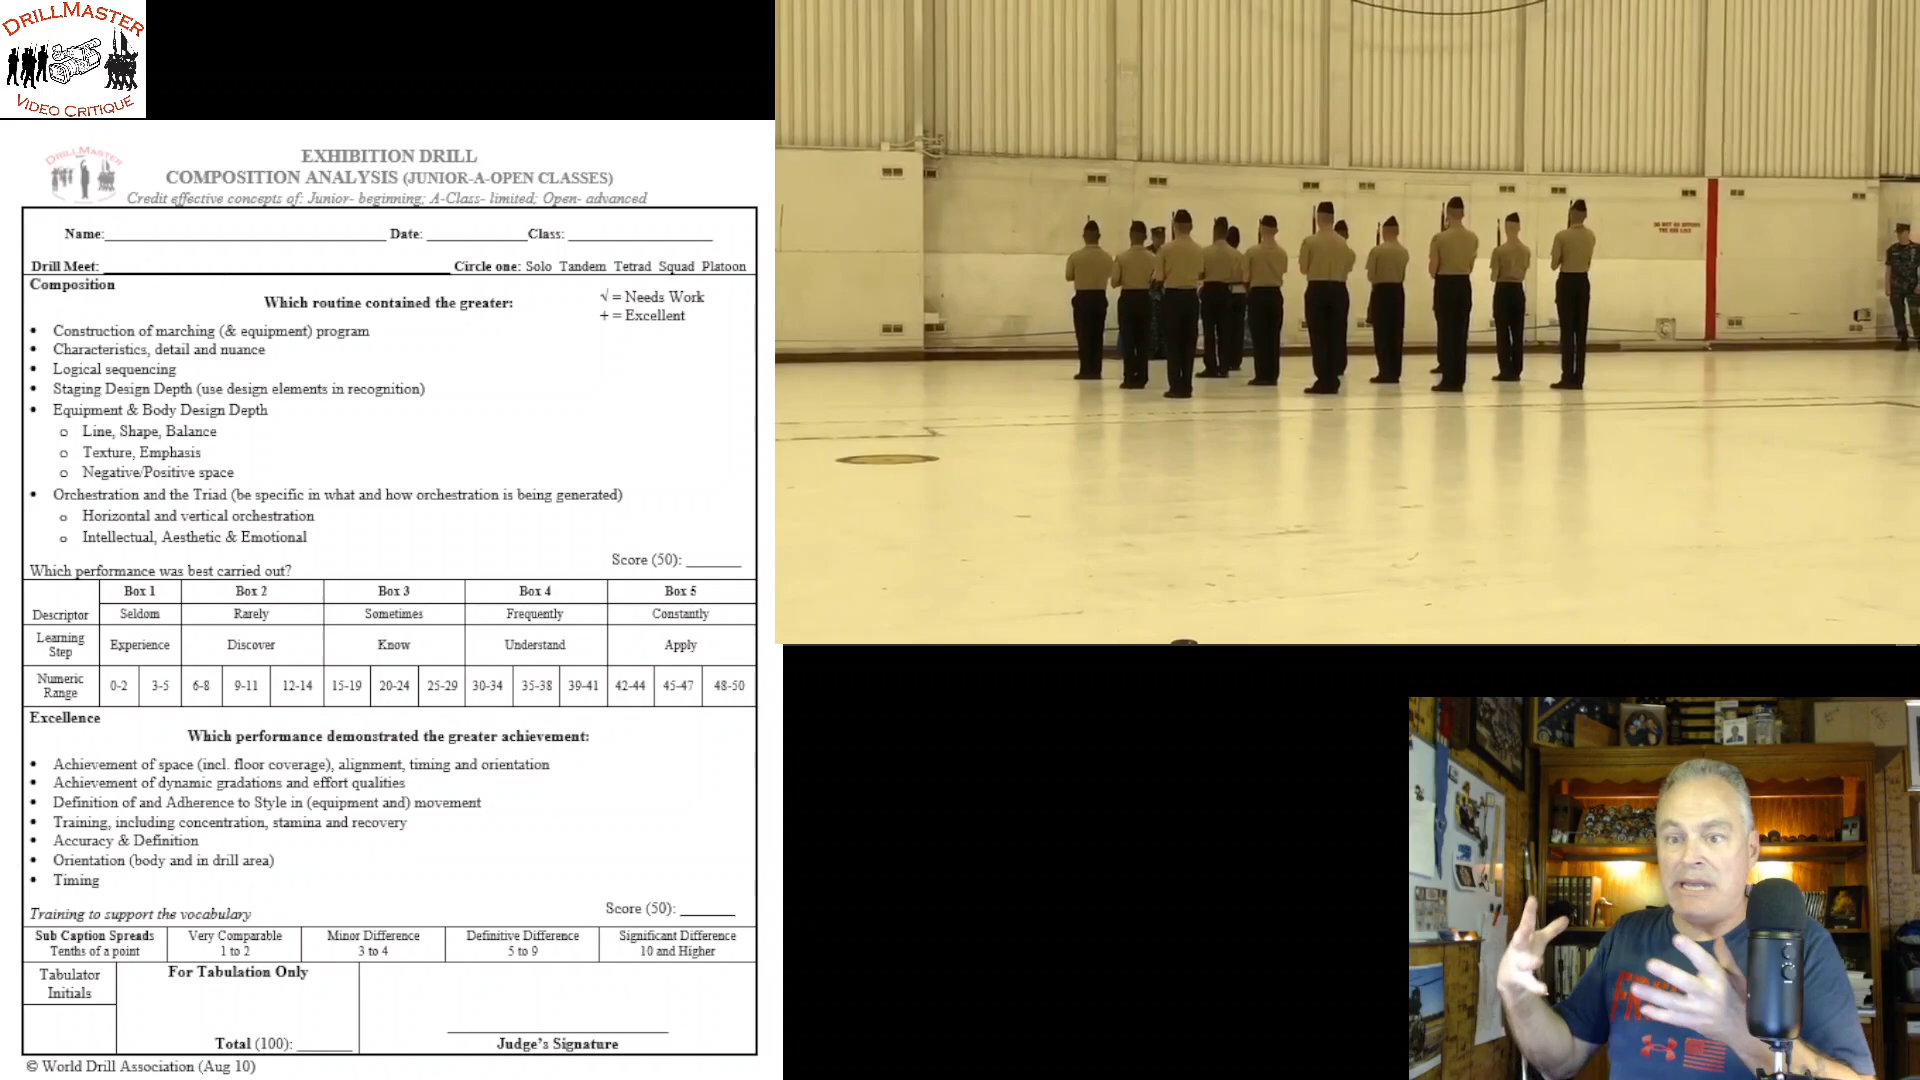 DRILLMASTER
VIDEO CRITIQUE
DRILLMASTER
EXHIBITION DRILL
COMPOSITION ANALYSIS (JUNIOR-A-OPEN CLASSES)
Credit effective concepts of: Junior- beginning; A-Class- limited; Open- advanced
Name: Date: Class:
Drill Meet: Circle one: Solo Tandem Tetrad Squad Platoon
Composition
Which routine contained the greater:
√ = Needs Work
+ = Excellent
• Construction of marching (& equipment) program
• Characteristics, detail and nuance
• Logical sequencing
• Staging Design Depth (use design elements in recognition)
• Equipment & Body Design Depth
o Line, Shape, Balance
o Texture, Emphasis
o Negative/Positive space
• Orchestration and the Triad (be specific in what and how orchestration is being generated)
o Horizontal and vertical orchestration
o Intellectual, Aesthetic & Emotional
Score (50):
Which performance was best carried out?
Box 1 Box 2 Box 3 Box 4 Box 5
Descriptor Seldom Rarely Sometimes Frequently Constantly
Learning Step Experience Discover Know Understand Apply
Numeric Range 0-2 3-5 6-8 9-11 12-14 15-19 20-24 25-29 30-34 35-38 39-41 42-44 45-47 48-50
Excellence
Which performance demonstrated the greater achievement:
• Achievement of space (incl. floor coverage), alignment, timing and orientation
• Achievement of dynamic gradations and effort qualities
• Definition of and Adherence to Style in (equipment and) movement
• Training, including concentration, stamina and recovery
• Accuracy & Definition
• Orientation (body and in drill area)
• Timing
Score (50):
Training to support the vocabulary
Sub Caption Spreads Very Comparable Minor Difference Definitive Difference Significant Difference
Tenths of a point 1 to 2 3 to 4 5 to 9 10 and Higher
Tabulator Initials
For Tabulation Only
Total (100):
Judge's Signature
© World Drill Association (Aug 10)